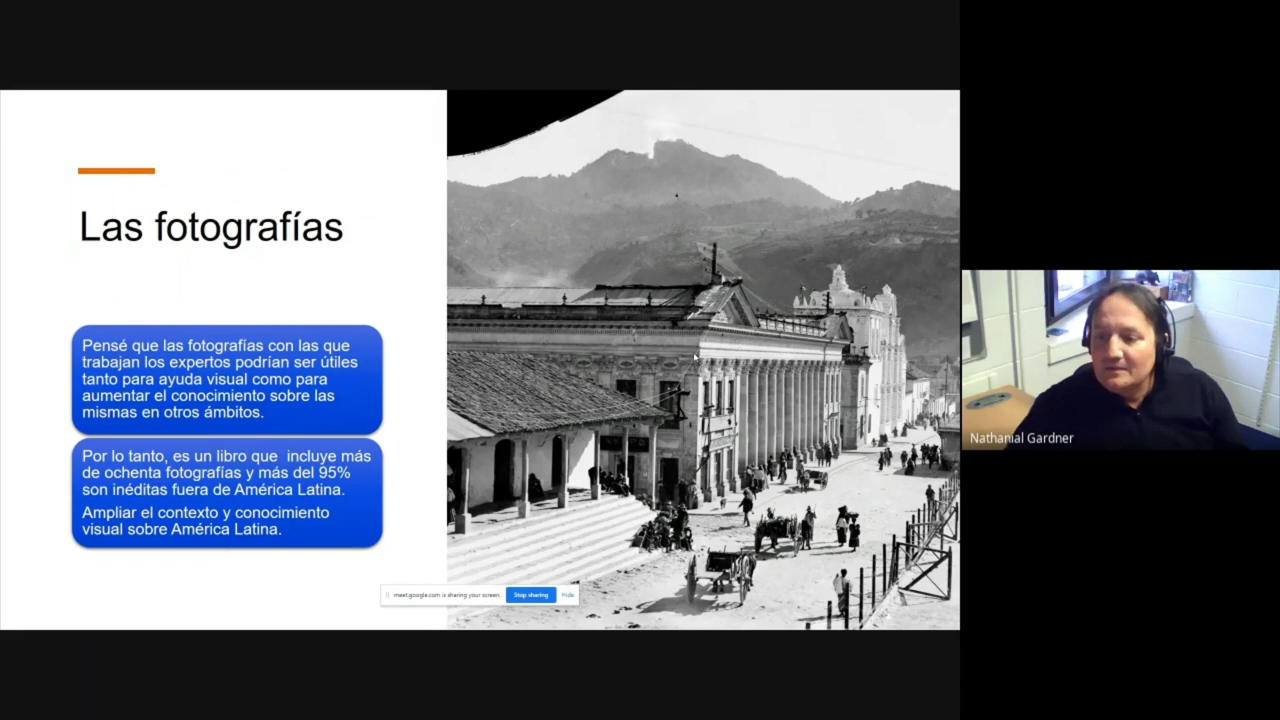 Las fotografías
Pensé que las fotografías con las que
trabajan los expertos podrían ser útiles
tanto para ayuda visual como para
aumentar el conocimiento sobre las
mismas en otros ámbitos.
Por lo tanto, es un libro que  incluye más
de ochenta fotografías y más del 95%
son inéditas fuera de América Latina.
Ampliar el contexto y conocimiento
visual sobre América Latina.
meet.google.com is sharing your screen. Stop sharing Hide
Nathanial Gardner